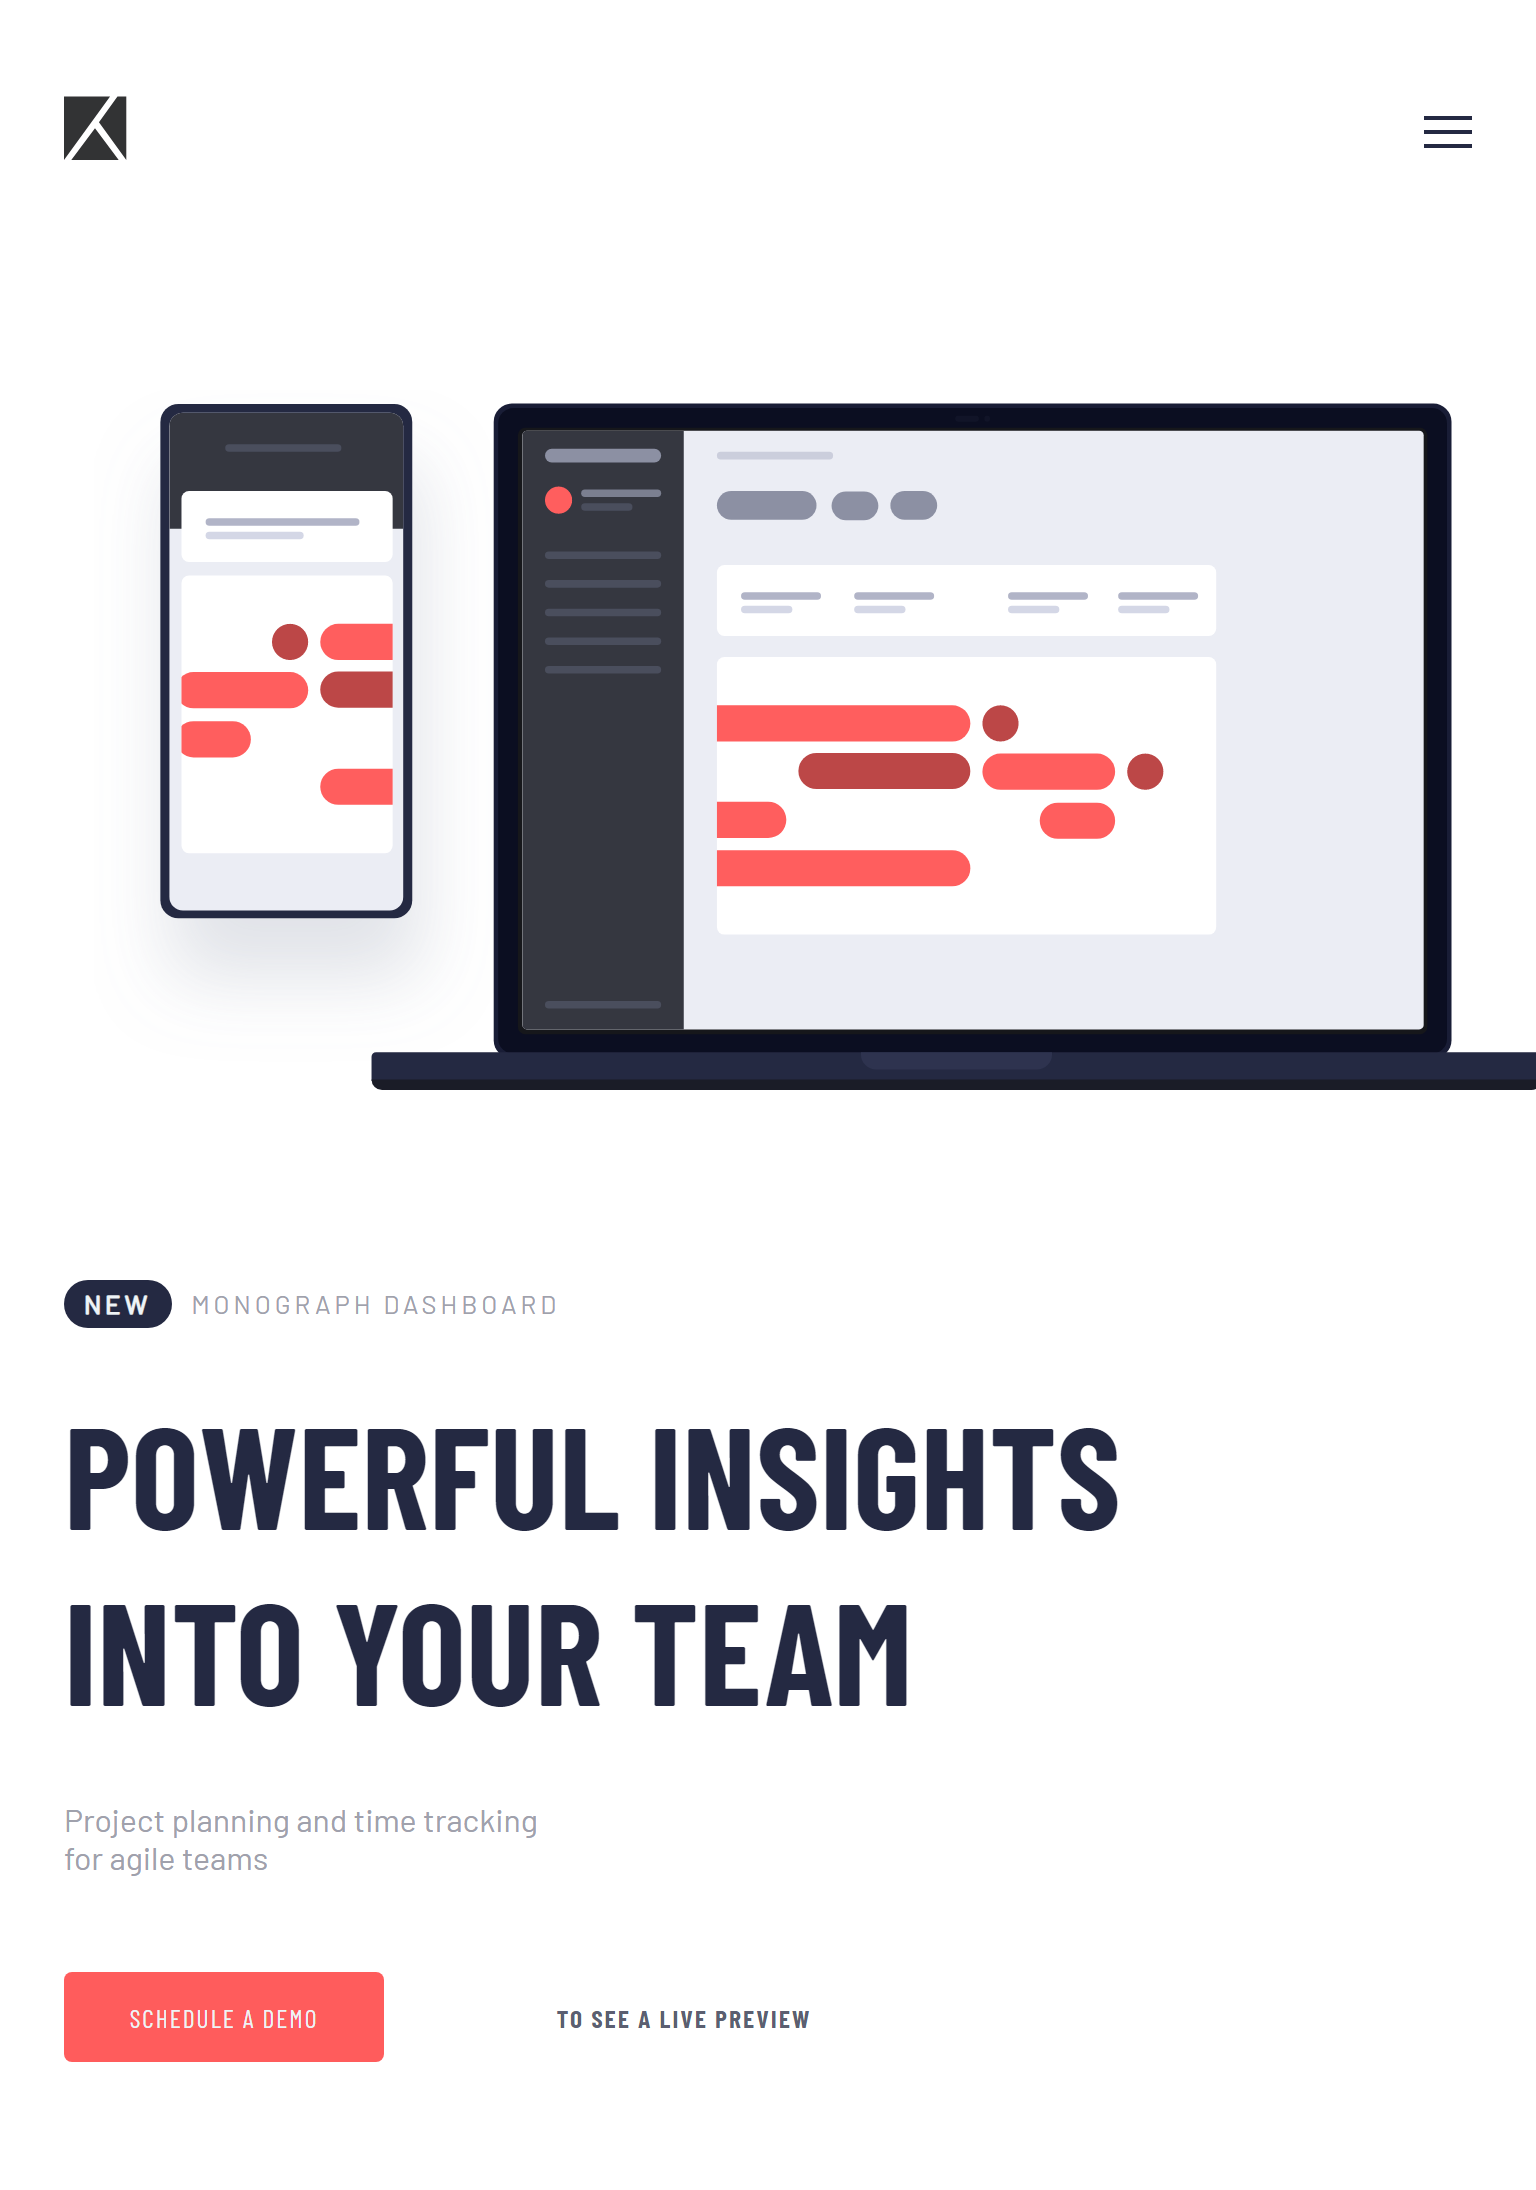 NEW MONOGRAPH DASHBOARD
POWERFUL INSIGHTS
INTO YOUR TEAM
Project planning and time tracking
for agile teams
SCHEDULE A DEMO TO SEE A LIVE PREVIEW